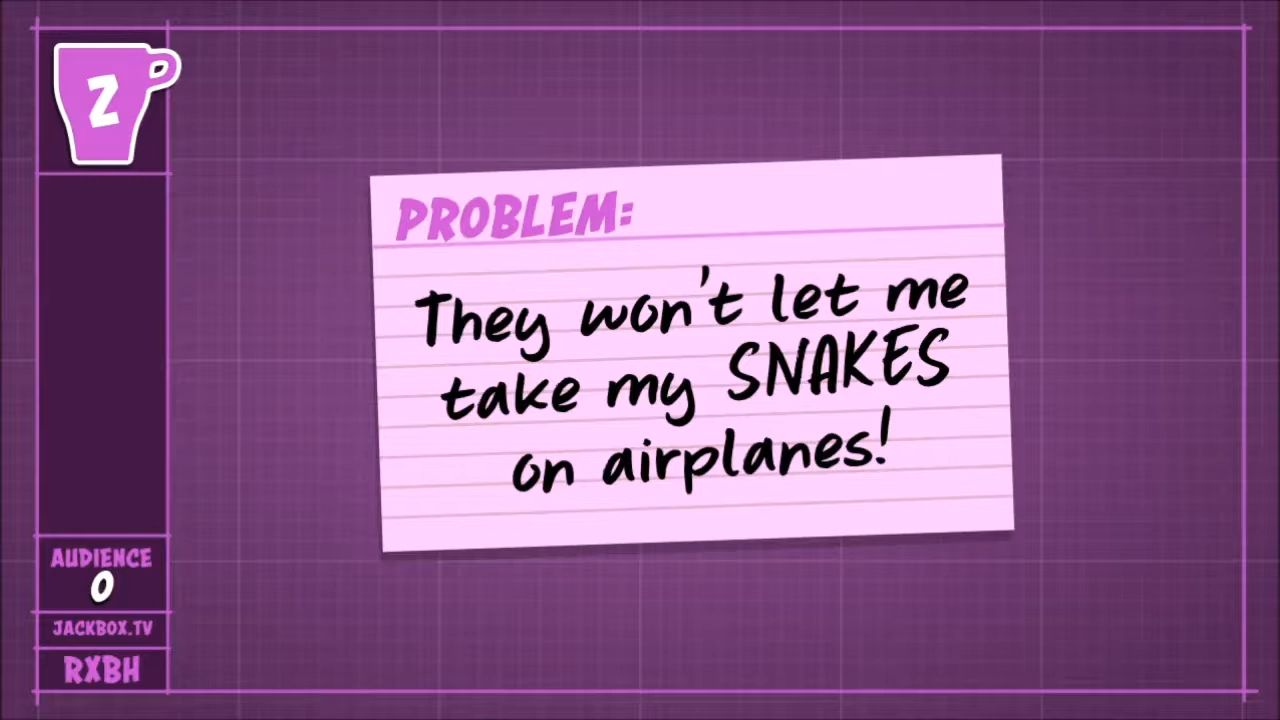 Z
PROBLEM:
They won't let me
take my SNAKES
on airplanes!
AUDIENCE
0
JACKBOX.TV
RXBH